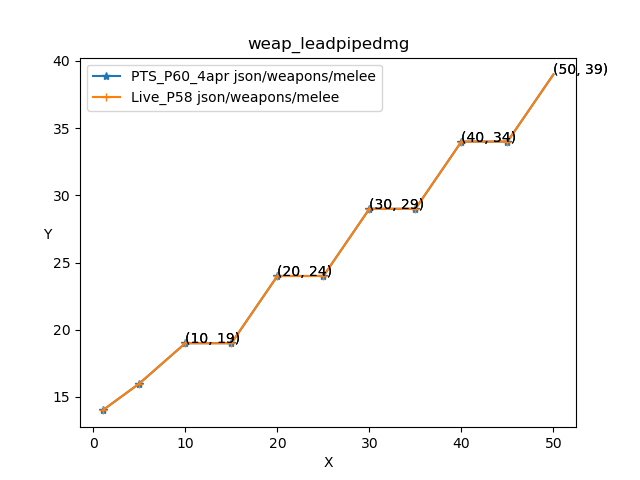 weap_leadpipedmg
PTS_P60_4apr json/weapons/melee
Live_P58 json/weapons/melee
(50, 39)
(40, 34)
(30, 29)
(20, 24)
(10, 19)
40
35
30
25
20
15
Y
0 10 20 30 40 50
X